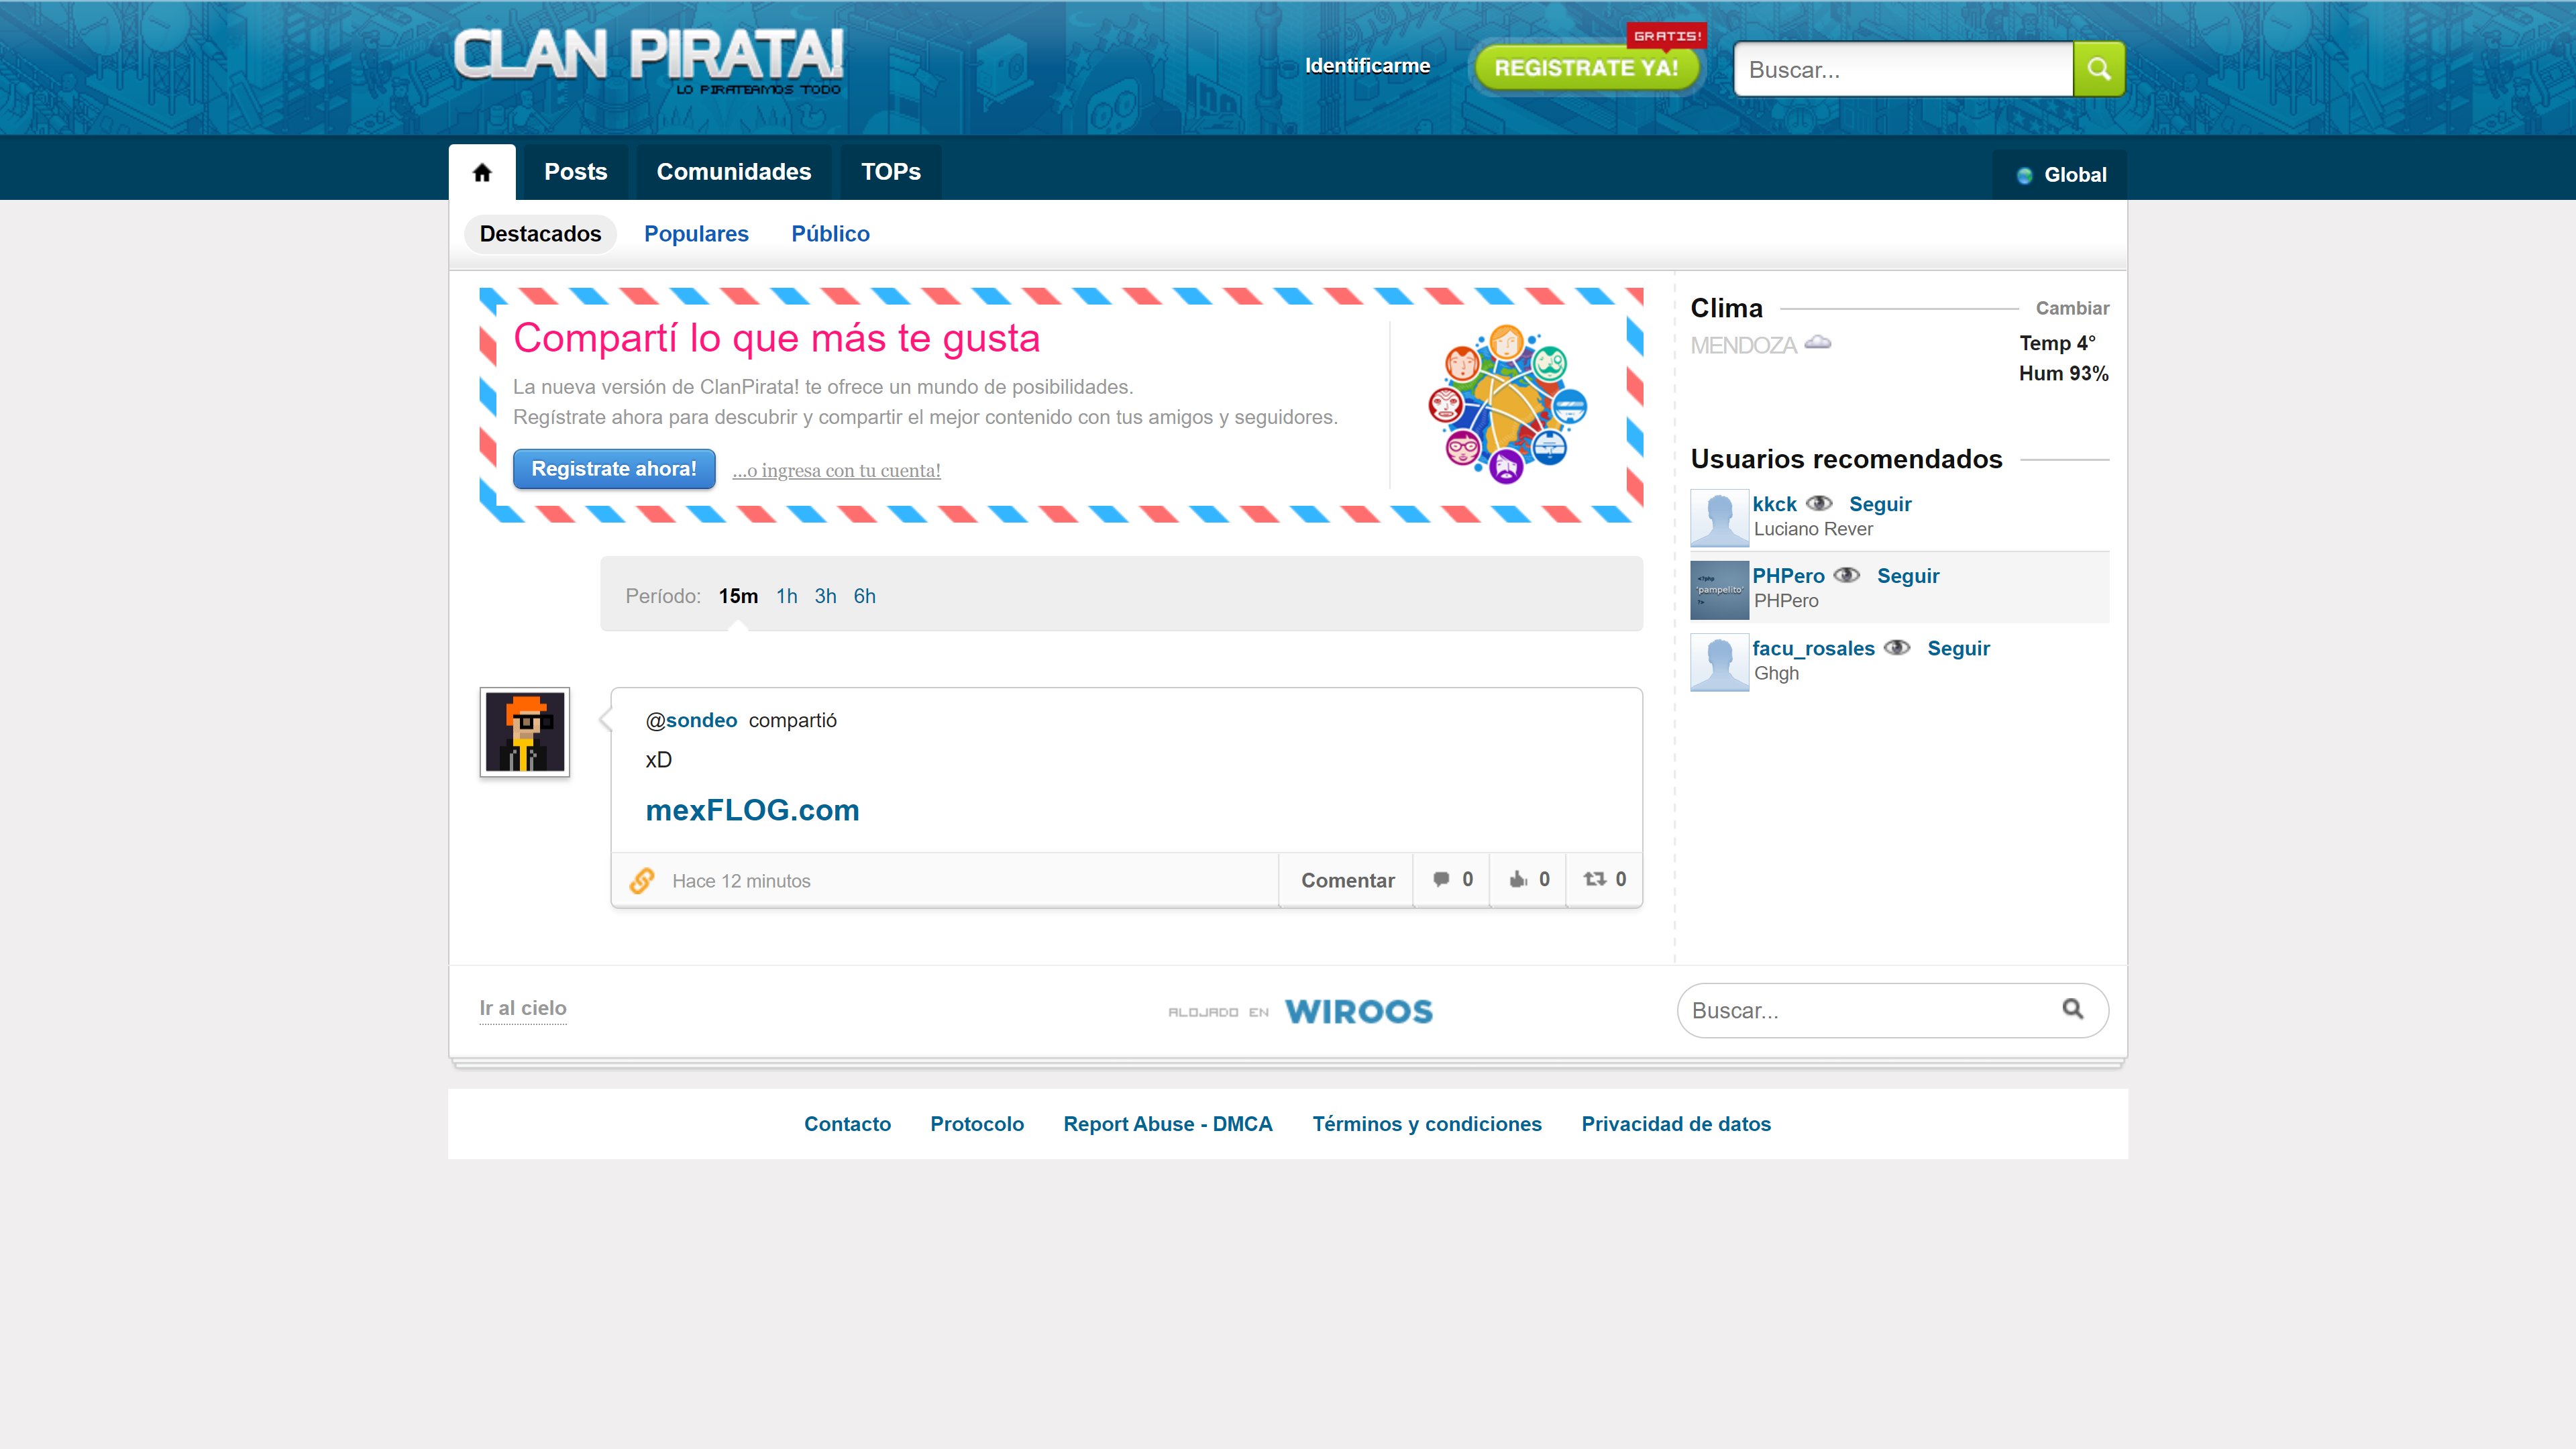 CLAN PIRATA!
LO PIRATEAMOS TODO
Identificarme
GRATIS!
REGISTRATE YA!
Buscar...
Posts
Comunidades
TOPs
Global
Destacados
Populares
Público
Compartí lo que más te gusta
La nueva versión de ClanPirata! te ofrece un mundo de posibilidades.
Regístrate ahora para descubrir y compartir el mejor contenido con tus amigos y seguidores.
Registrate ahora!
...o ingresa con tu cuenta!
Período: 15m 1h 3h 6h
@sondeo compartió
xD
mexFLOG.com
Hace 12 minutos
Comentar
0
0
0
Clima
Cambiar
MENDOZA
Temp 4°
Hum 93%
Usuarios recomendados
kkck Seguir
Luciano Rever
<?php
'pampelito'
?>
PHPero Seguir
PHPero
facu_rosales Seguir
Ghgh
Ir al cielo
ALOJADO EN WIROOS
Buscar...
Contacto
Protocolo
Report Abuse - DMCA
Términos y condiciones
Privacidad de datos